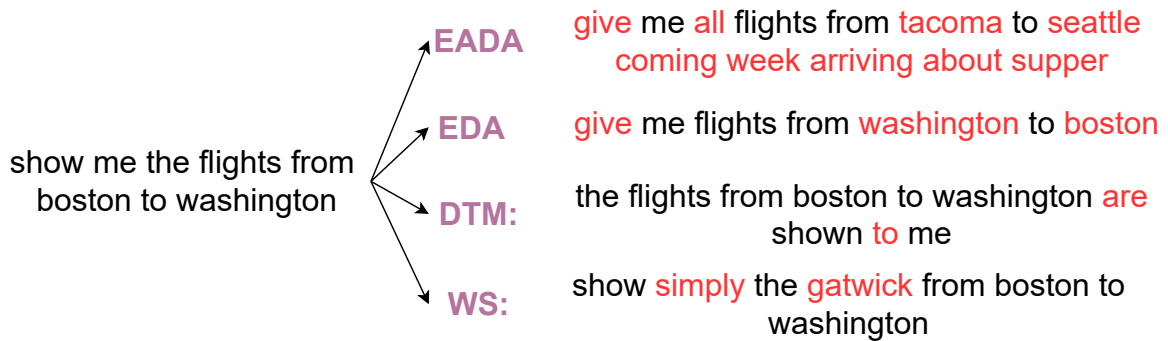 show me the flights from
boston to washington
EADA
give me all flights from tacoma to seattle
coming week arriving about supper
EDA
give me flights from washington to boston
DTM:
the flights from boston to washington are
shown to me
WS:
show simply the gatwick from boston to
washington